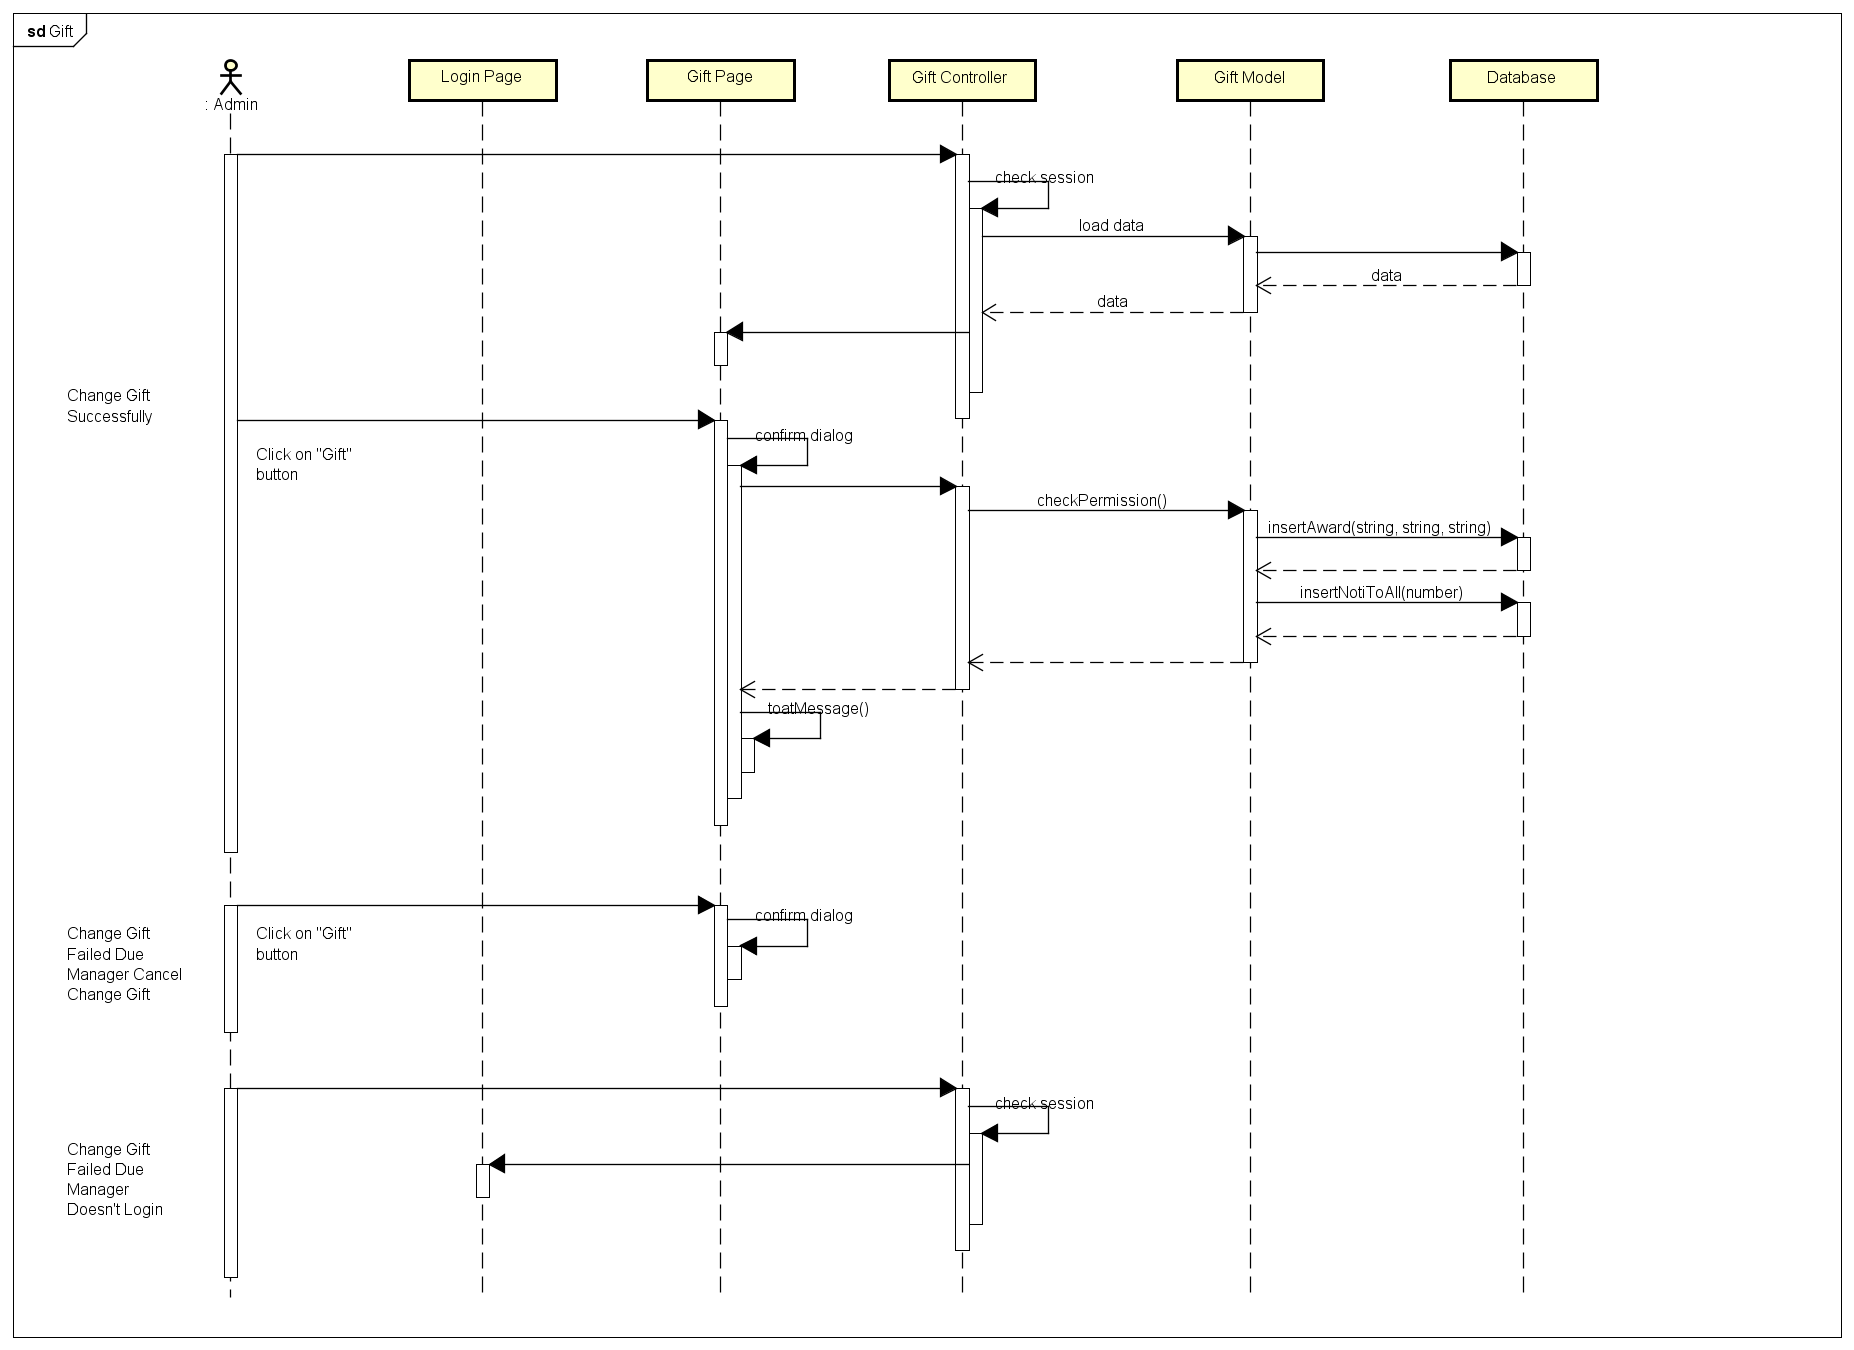 sd Gift
: Admin
Login Page
Gift Page
Gift Controller
Gift Model
Database
check session
load data
data
data
Change Gift
Successfully
Click on "Gift"
button
confirm dialog
checkPermission()
insertAward(string, string, string)
insertNotiToAll(number)
toatMessage()
Change Gift
Failed Due
Manager Cancel
Change Gift
Click on "Gift"
button
confirm dialog
check session
Change Gift
Failed Due
Manager
Doesn't Login